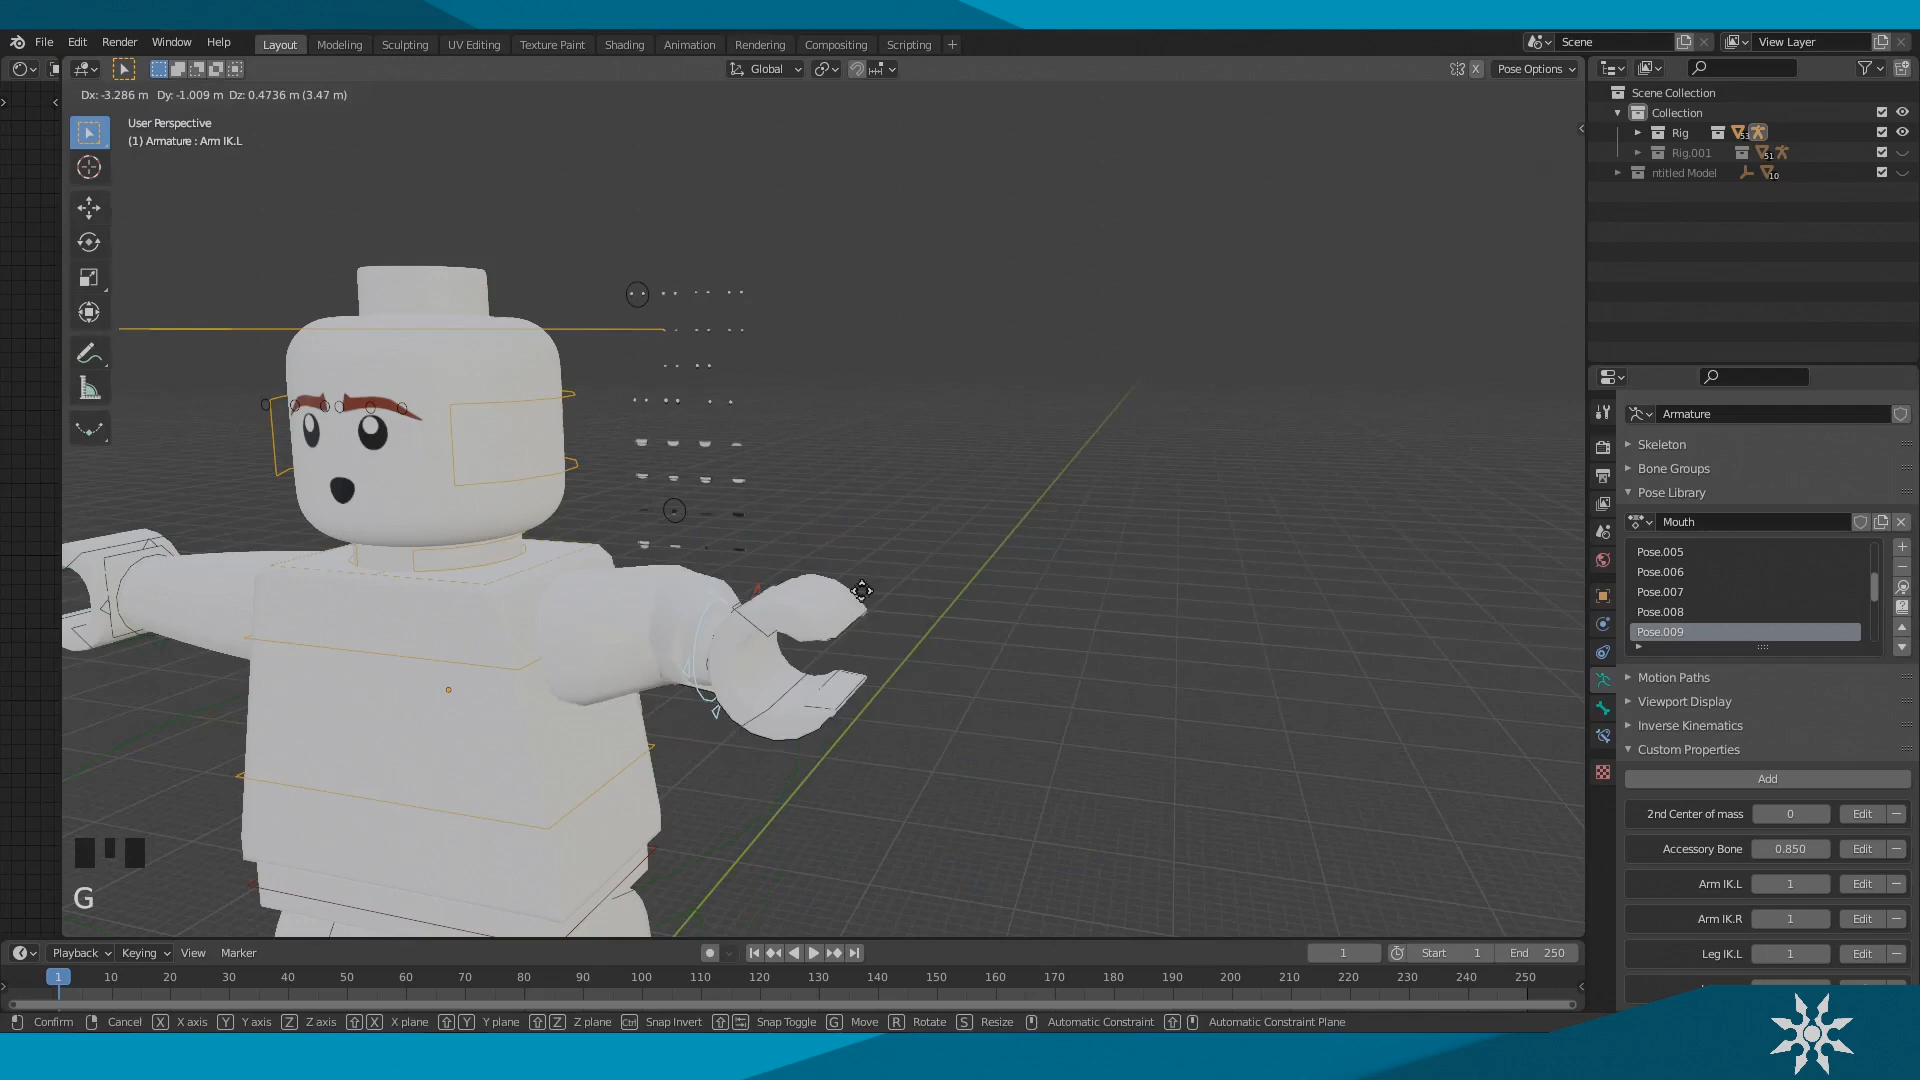 File Edit Render Window Help Layout Modeling Sculpting UV Editing Texture Paint Shading Animation Rendering Compositing Scripting + Scene View Layer
Global X Pose Options
Dx: -3.286 m Dy: -1.009 m Dz: 0.4736 m (3.47 m)
User Perspective
(1) Armature : Arm IK.L
Scene Collection
Collection
Rig 53
Rig.001 51
ntitled Model 10
Armature
Skeleton
Bone Groups
Pose Library
Mouth
Pose.005
Pose.006
Pose.007
Pose.008
Pose.009
Motion Paths
Viewport Display
Inverse Kinematics
Custom Properties
Add
2nd Center of mass 0 Edit
Accessory Bone 0.850 Edit
Arm IK.L 1 Edit
Arm IK.R 1 Edit
Leg IK.L 1 Edit
G
Playback Keying View Marker 1 Start 1 End 250
1 10 20 30 40 50 60 70 80 90 100 110 120 130 140 150 160 170 180 190 200 210 220 230 240 250
Confirm Cancel X X axis Y Y axis Z Z axis X X plane Y Y plane Z Z plane Ctrl Snap Invert Snap Toggle G Move R Rotate S Resize Automatic Constraint Automatic Constraint Plane